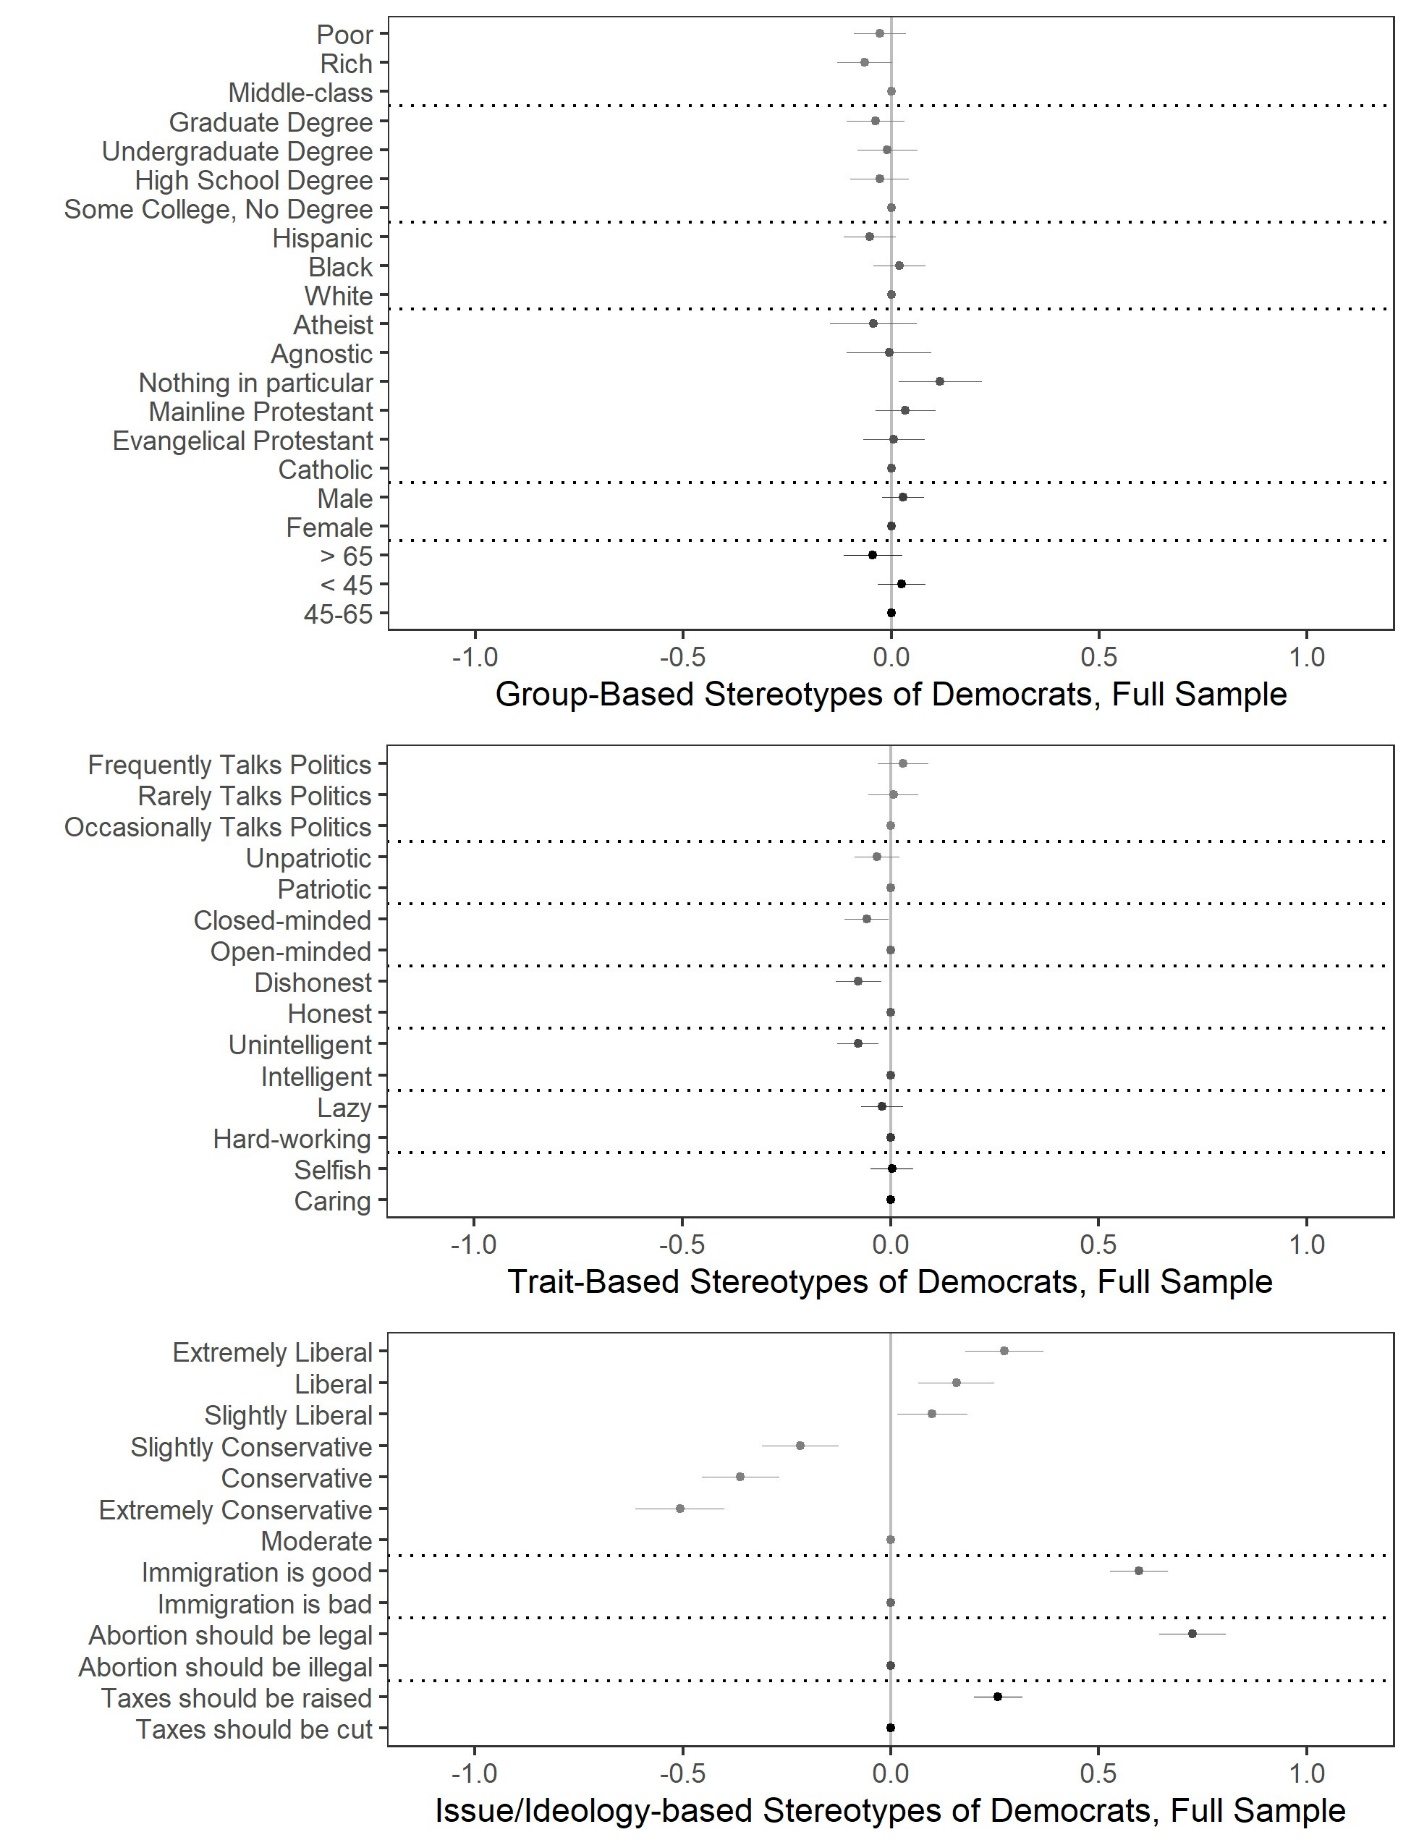 Poor
Rich
Middle-class
Graduate Degree
Undergraduate Degree
High School Degree
Some College, No Degree
Hispanic
Black
White
Atheist
Agnostic
Nothing in particular
Mainline Protestant
Evangelical Protestant
Catholic
Male
Female
> 65
< 45
45-65
-1.0 -0.5 0.0 0.5 1.0
Group-Based Stereotypes of Democrats, Full Sample
Frequently Talks Politics
Rarely Talks Politics
Occasionally Talks Politics
Unpatriotic
Patriotic
Closed-minded
Open-minded
Dishonest
Honest
Unintelligent
Intelligent
Lazy
Hard-working
Selfish
Caring
-1.0 -0.5 0.0 0.5 1.0
Trait-Based Stereotypes of Democrats, Full Sample
Extremely Liberal
Liberal
Slightly Liberal
Slightly Conservative
Conservative
Extremely Conservative
Moderate
Immigration is good
Immigration is bad
Abortion should be legal
Abortion should be illegal
Taxes should be raised
Taxes should be cut
-1.0 -0.5 0.0 0.5 1.0
Issue/Ideology-based Stereotypes of Democrats, Full Sample